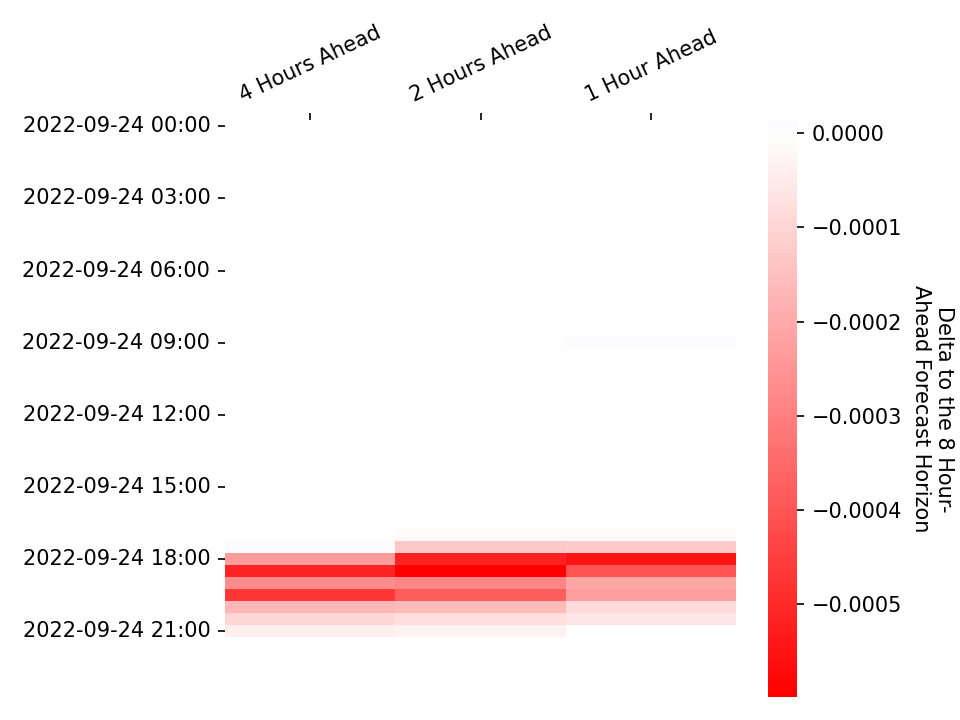 4 Hours Ahead
2 Hours Ahead
1 Hour Ahead
2022-09-24 00:00
2022-09-24 03:00
2022-09-24 06:00
2022-09-24 09:00
2022-09-24 12:00
2022-09-24 15:00
2022-09-24 18:00
2022-09-24 21:00
0.0000
−0.0001
−0.0002
−0.0003
−0.0004
−0.0005
Delta to the 8 Hour-
Ahead Forecast Horizon